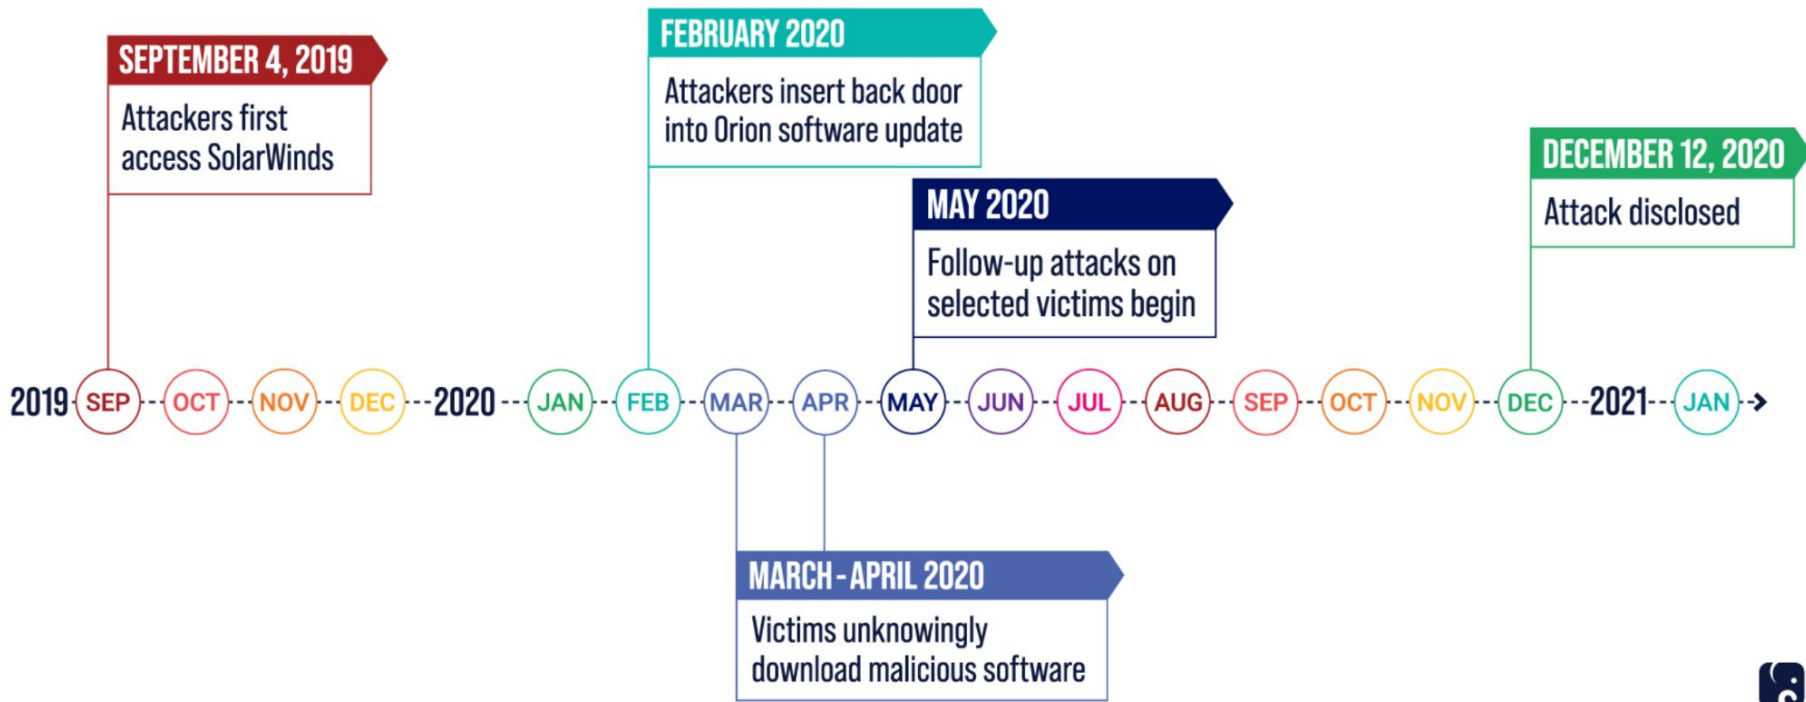 SEPTEMBER 4, 2019
Attackers first
access SolarWinds
FEBRUARY 2020
Attackers insert back door
into Orion software update
MAY 2020
Follow-up attacks on
selected victims begin
DECEMBER 12, 2020
Attack disclosed
2019 SEP OCT NOV DEC 2020 JAN FEB MAR APR MAY JUN JUL AUG SEP OCT NOV DEC 2021 JAN
MARCH-APRIL 2020
Victims unknowingly
download malicious software